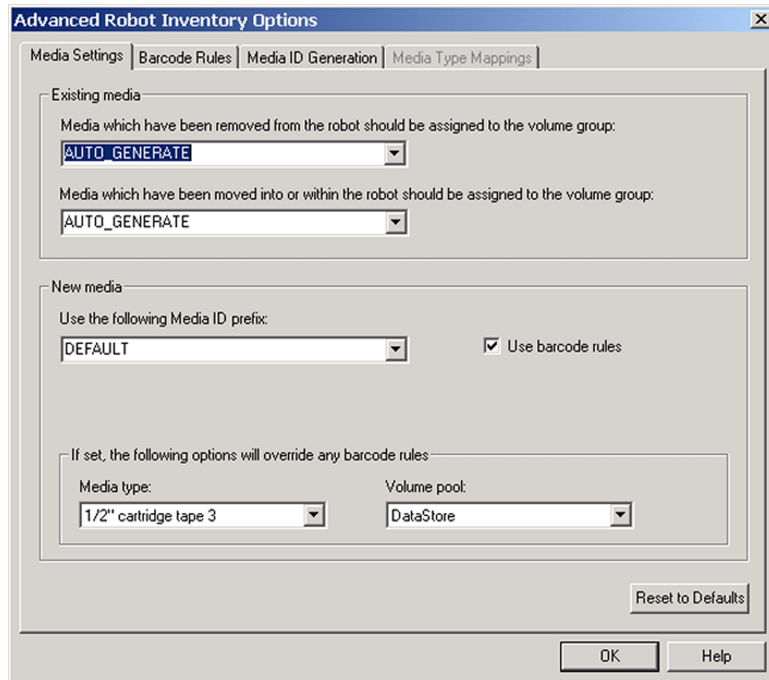 Advanced Robot Inventory Options
Media Settings Barcode Rules Media ID Generation Media Type Mappings
Existing media
Media which have been removed from the robot should be assigned to the volume group:
AUTO_GENERATE
Media which have been moved into or within the robot should be assigned to the volume group:
AUTO_GENERATE
New media
Use the following Media ID prefix:
DEFAULT Use barcode rules
If set, the following options will override any barcode rules
Media type: Volume pool:
1/2" cartridge tape 3 DataStore
Reset to Defaults
OK Help